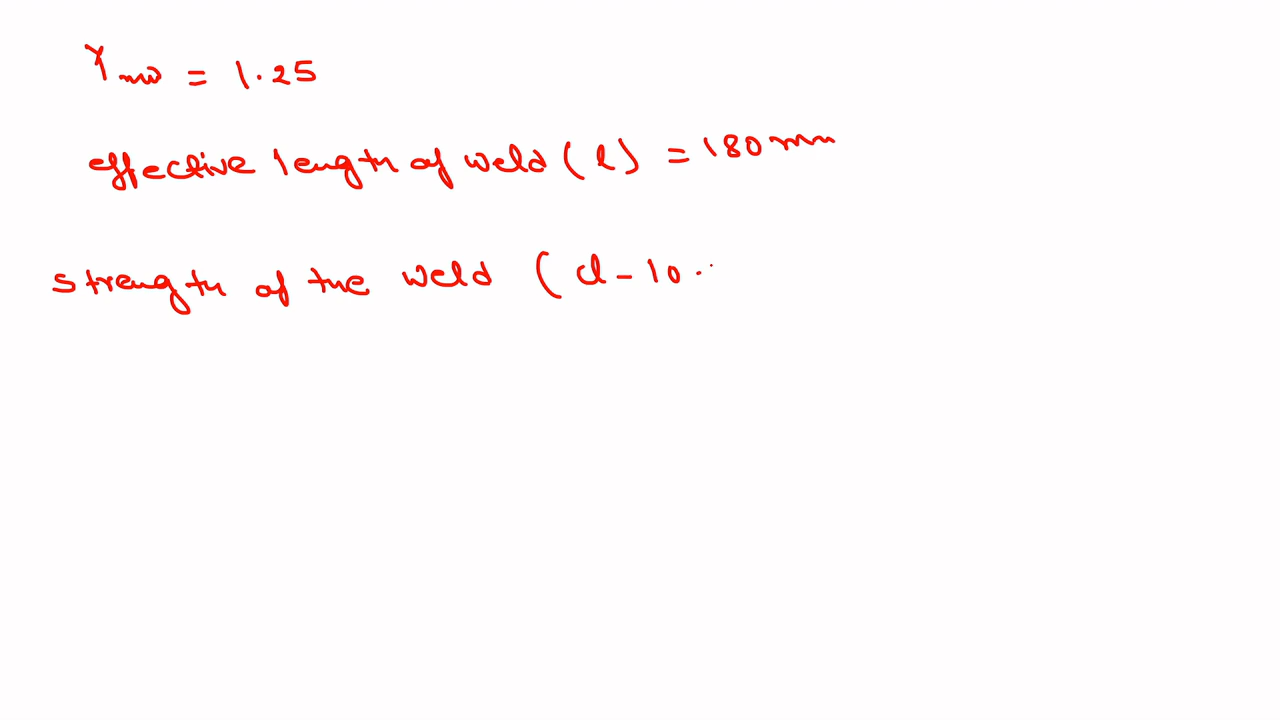 γmw = 1.25
effective length of weld (l) = 180 mm
strength of the weld (cl - 10.